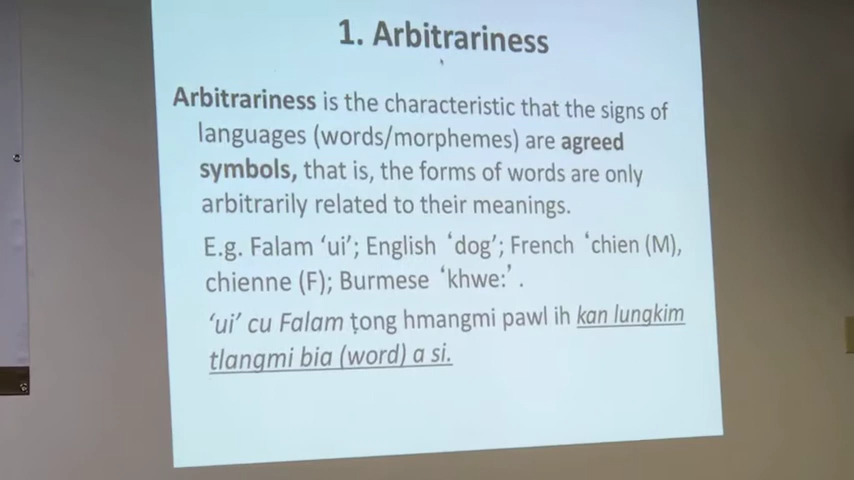 1. Arbitrariness
Arbitrariness is the characteristic that the signs of
languages (words/morphemes) are agreed
symbols, that is, the forms of words are only
arbitrarily related to their meanings.
E.g. Falam ‘ui’; English ‘dog’; French ‘chien (M),
chienne (F); Burmese ‘khwe:’ .
‘ui’ cu Falam ṭong hmangmi pawl ih kan lungkim
tlangmi bia (word) a si.